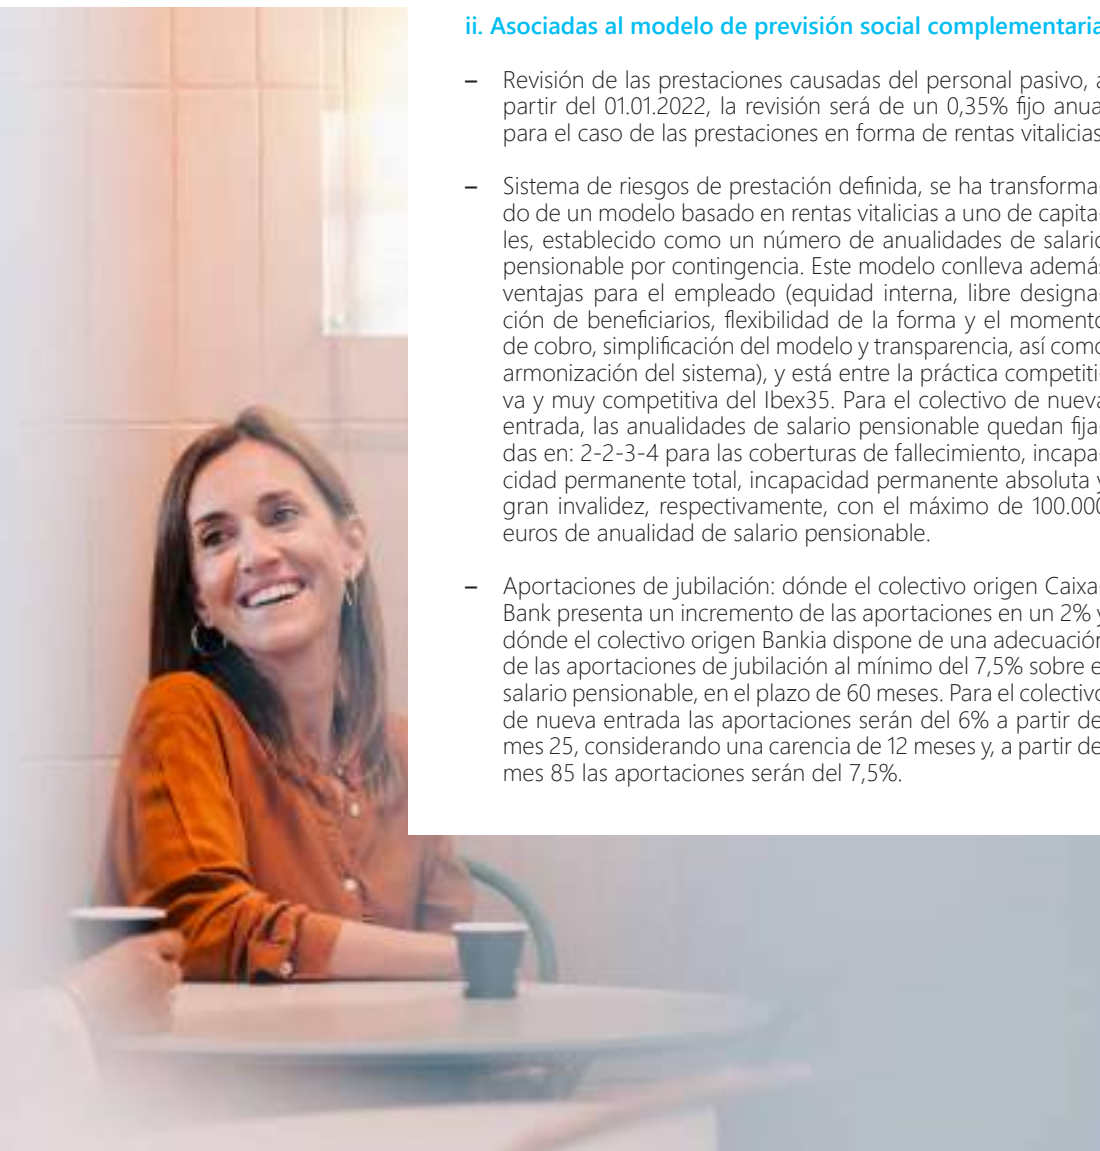 ii. Asociadas al modelo de previsión social complementaria
– Revisión de las prestaciones causadas del personal pasivo, a
partir del 01.01.2022, la revisión será de un 0,35% fijo anua
para el caso de las prestaciones en forma de rentas vitalicias
– Sistema de riesgos de prestación definida, se ha transforma-
do de un modelo basado en rentas vitalicias a uno de capita-
les, establecido como un número de anualidades de salario
pensionable por contingencia. Este modelo conlleva además
ventajas para el empleado (equidad interna, libre designa-
ción de beneficiarios, flexibilidad de la forma y el momento
de cobro, simplificación del modelo y transparencia, así como
armonización del sistema), y está entre la práctica competiti-
va y muy competitiva del Ibex35. Para el colectivo de nueva
entrada, las anualidades de salario pensionable quedan fija-
das en: 2-2-3-4 para las coberturas de fallecimiento, incapa-
cidad permanente total, incapacidad permanente absoluta y
gran invalidez, respectivamente, con el máximo de 100.000
euros de anualidad de salario pensionable.
– Aportaciones de jubilación: dónde el colectivo origen Caixa-
Bank presenta un incremento de las aportaciones en un 2% y
dónde el colectivo origen Bankia dispone de una adecuación
de las aportaciones de jubilación al mínimo del 7,5% sobre e
salario pensionable, en el plazo de 60 meses. Para el colectivo
de nueva entrada las aportaciones serán del 6% a partir de
mes 25, considerando una carencia de 12 meses y, a partir de
mes 85 las aportaciones serán del 7,5%.